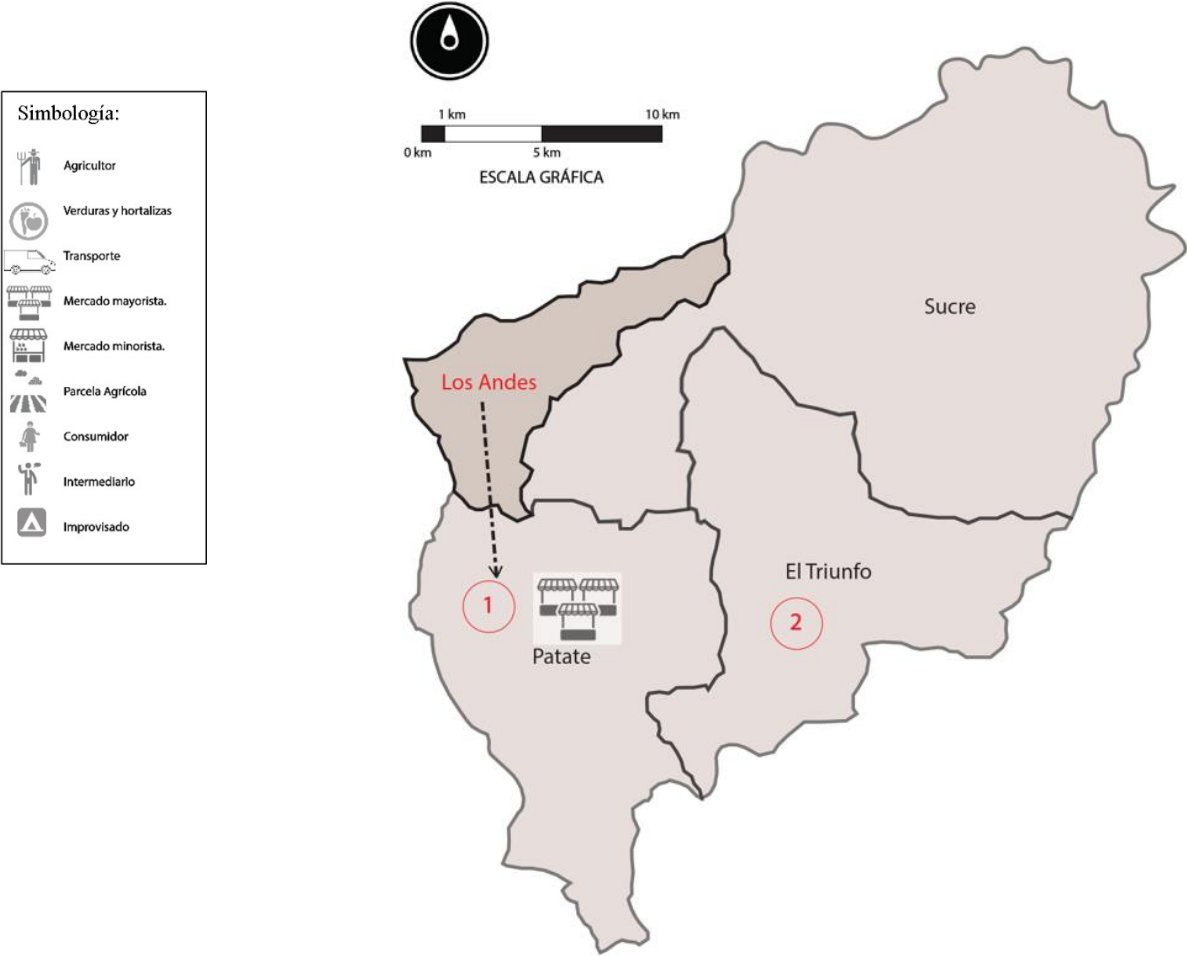 Simbología:
Agricultor
Verduras y hortalizas
Transporte
Mercado mayorista.
Mercado minorista.
Parcela Agrícola
Consumidor
Intermediario
Improvisado
1 km 10 km
0 km 5 km
ESCALA GRÁFICA
Sucre
Los Andes
El Triunfo
1
2
Patate